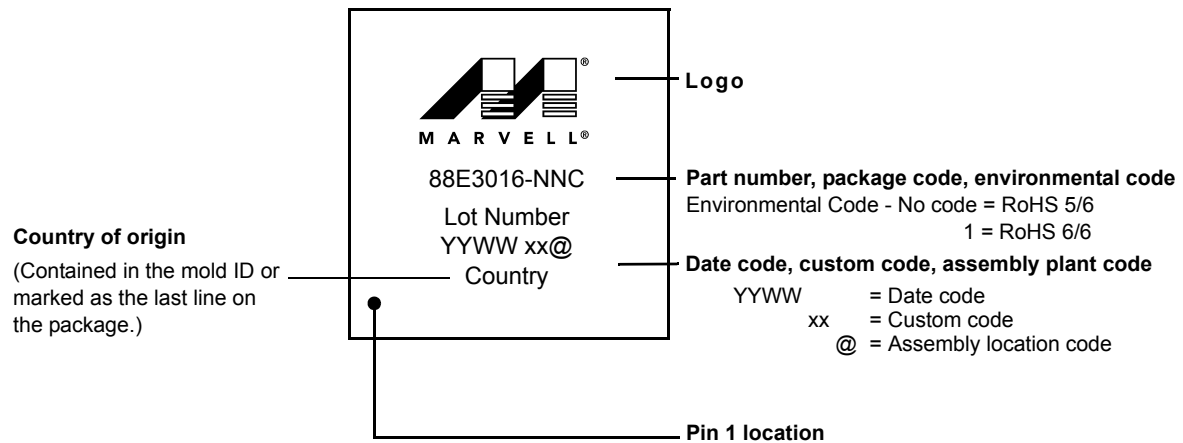 MARVELL®
®
88E3016-NNC
Lot Number
YYWW xx@
Country
Logo
Part number, package code, environmental code
Environmental Code - No code = RoHS 5/6
1 = RoHS 6/6
Date code, custom code, assembly plant code
YYWW = Date code
xx = Custom code
@ = Assembly location code
Country of origin
(Contained in the mold ID or
marked as the last line on
the package.)
Pin 1 location